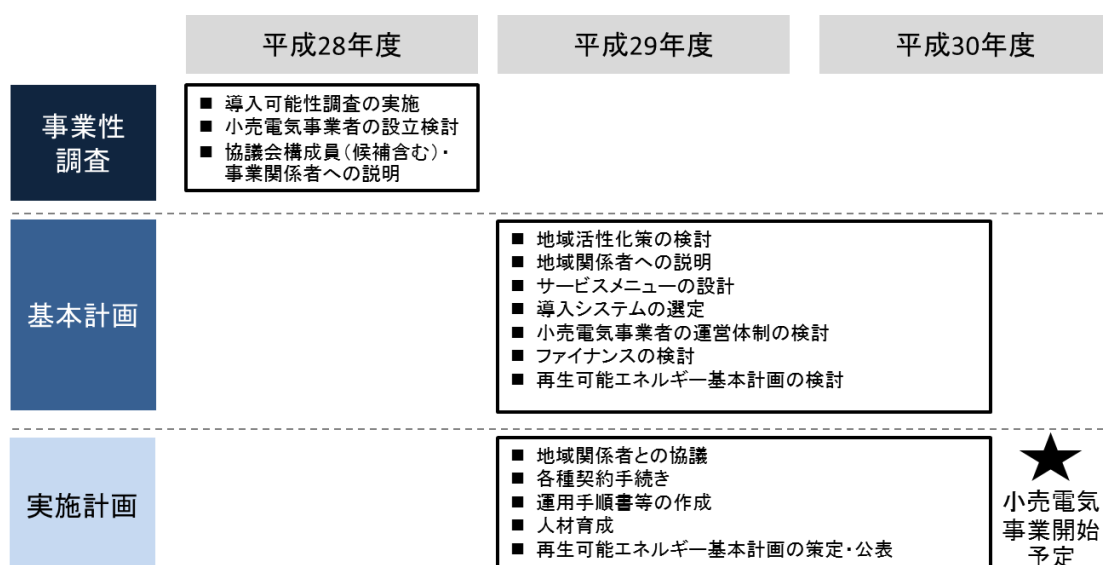 平成28年度
平成29年度
平成30年度
事業性
調査
■ 導入可能性調査の実施
■ 小売電気事業者の設立検討
■ 協議会構成員(候補含む)・
事業関係者への説明
基本計画
■ 地域活性化策の検討
■ 地域関係者への説明
■ サービスメニューの設計
■ 導入システムの選定
■ 小売電気事業者の運営体制の検討
■ ファイナンスの検討
■ 再生可能エネルギー基本計画の検討
実施計画
■ 地域関係者との協議
■ 各種契約手続き
■ 運用手順書等の作成
■ 人材育成
■ 再生可能エネルギー基本計画の策定・公表
★
小売電気
事業開始
予定